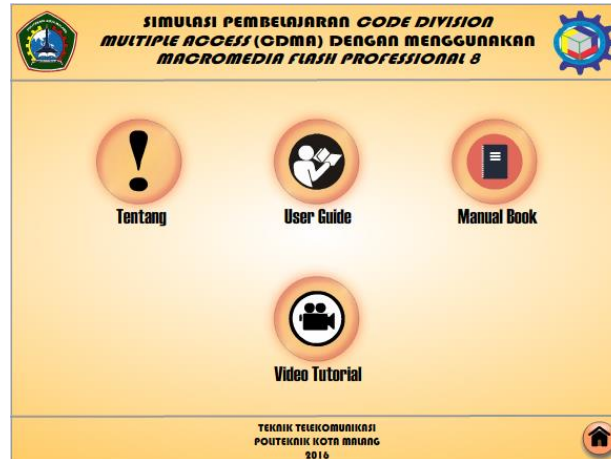 SIMULASI PEMBELAJARAN CODE DIVISION
MULTIPLE ACCESS (CDMA) DENGAN MENGGUNAKAN
MACROMEDIA FLASH PROFESSIONAL 8
Tentang
User Guide
Manual Book
Video Tutorial
TEKNIK TELEKOMUNIKASI
POLITEKNIK KOTA MALANG
2016